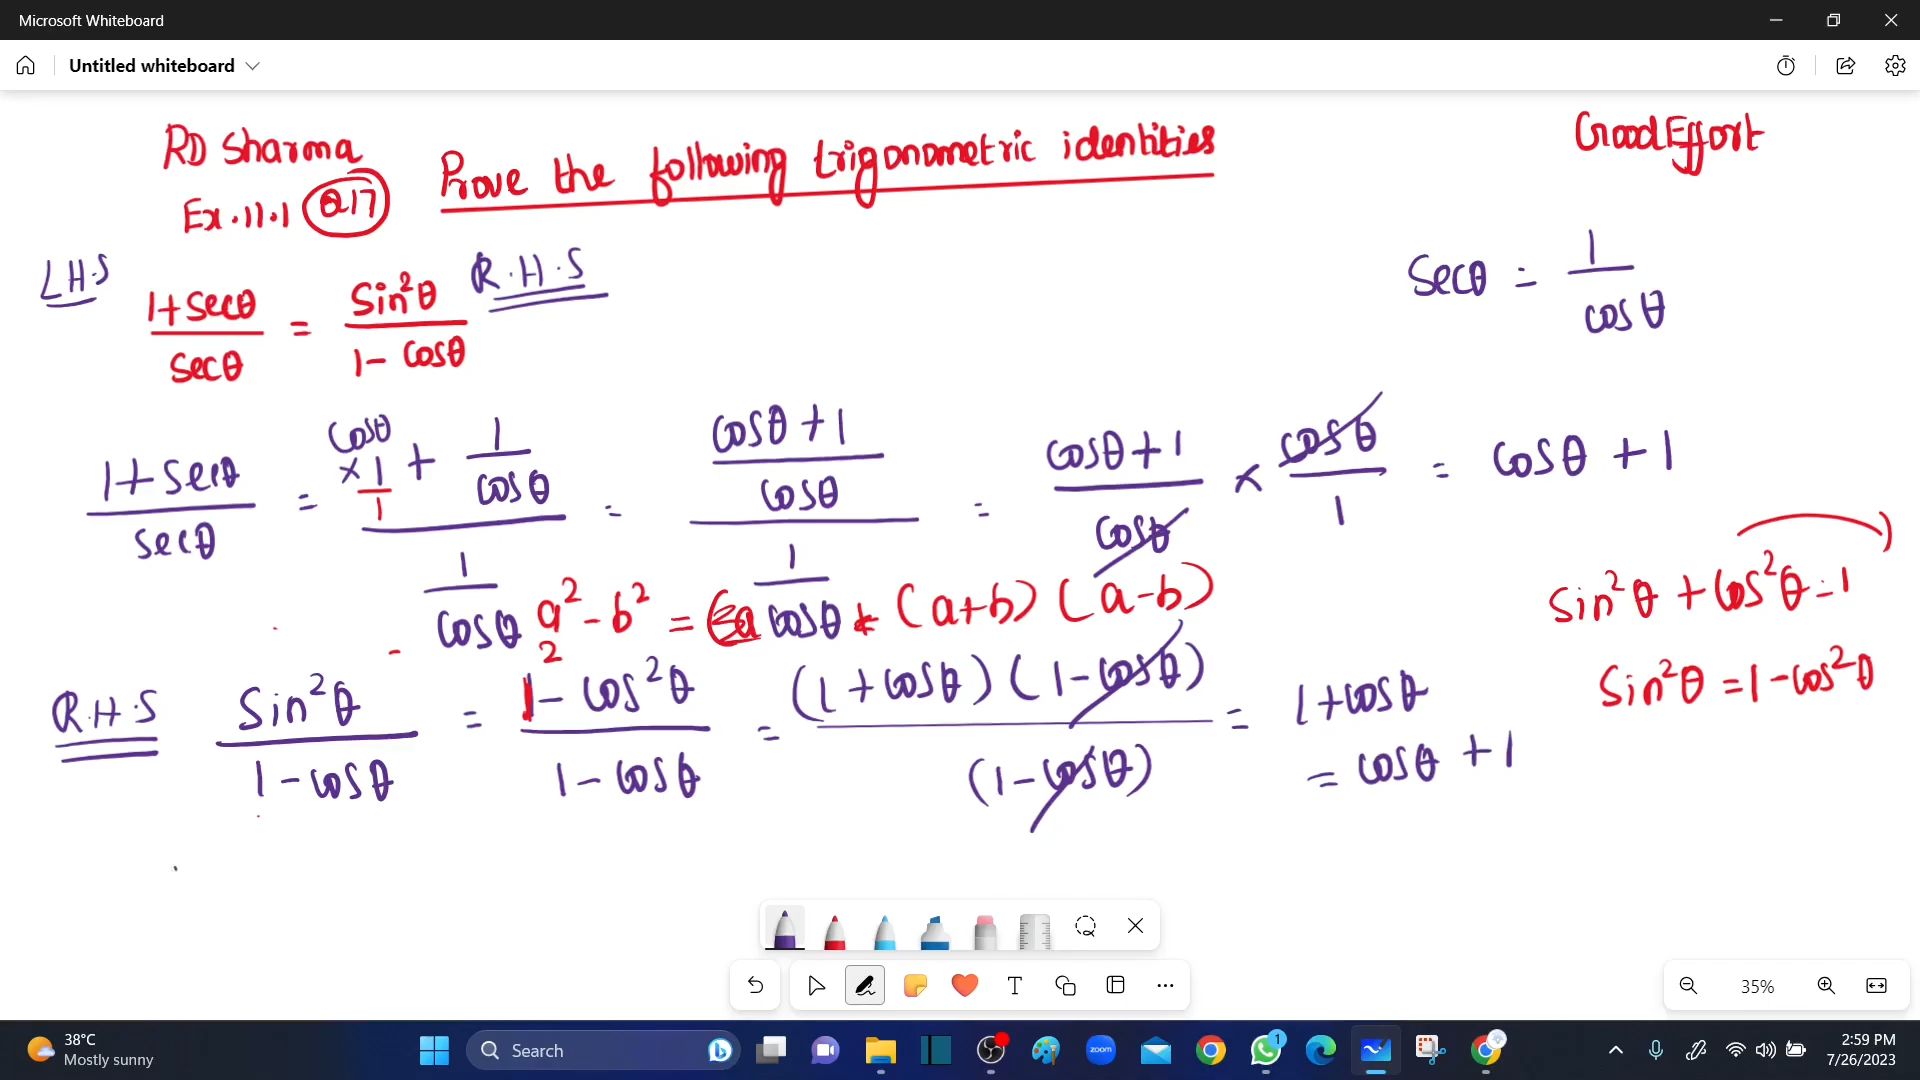 Microsoft Whiteboard
Untitled whiteboard
RD Sharma
Ex.11.1 Q17
Prove the following trigonometric identities
Good Effort
L.H.S
(1+secθ)/secθ = sin²θ/(1-cosθ)
R.H.S
secθ = 1/cosθ
(1+secθ)/secθ = (cosθ × 1/1 + 1/cosθ)/(1/cosθ) = ((cosθ+1)/cosθ)/(1/cosθ) = (cosθ+1)/cosθ × cosθ/1 = cosθ + 1
a² - b² = (a+b)(a-b)
sin²θ + cos²θ = 1
sin²θ = 1-cos²θ
R.H.S sin²θ/(1-cosθ) = (1² - cos²θ)/(1-cosθ) = (1+cosθ)(1-cosθ)/(1-cosθ) = 1+cosθ
= cosθ + 1
35%
38°C
Mostly sunny
Search
zoom
1
2:59 PM
7/26/2023